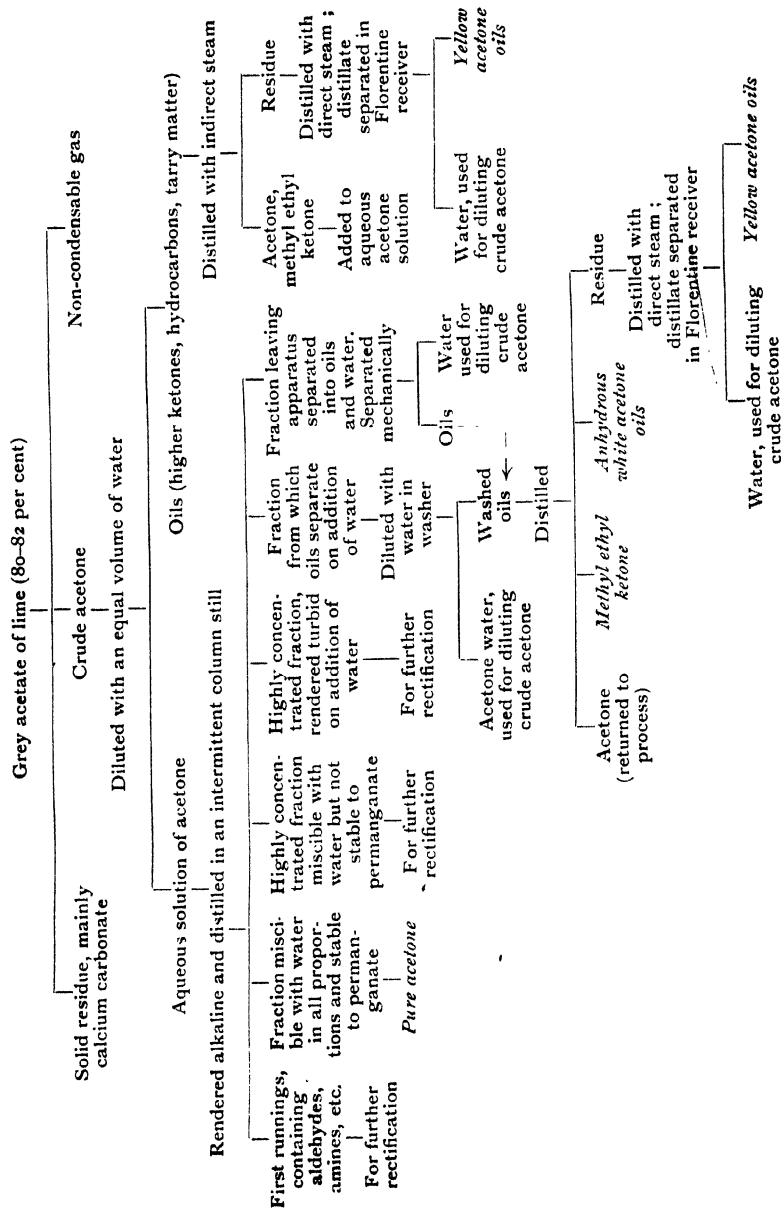 Grey acetate of lime (80–82 per cent)
Solid residue, mainly
calcium carbonate
Crude acetone
Non-condensable gas
Diluted with an equal volume of water
Aqueous solution of acetone
Oils (higher ketones, hydrocarbons, tarry matter)
Rendered alkaline and distilled in an intermittent column still
Distilled with indirect steam
First runnings,
containing
aldehydes,
amines, etc.
For further
rectification
Fraction misci-
ble with water
in all propor-
tions and stable
to perman-
ganate
Pure acetone
Highly concen-
trated fraction
miscible with
water but not
stable to
permanganate
For further
rectification
Highly concen-
trated fraction,
rendered turbid
on addition of
water
For further
rectification
Fraction
from which
oils separate
on addition
of water
Diluted with
water in
washer
Acetone water,
used for diluting
crude acetone
Washed
oils
Fraction leaving
apparatus
separated
into oils
and water.
Separated
mechanically
Oils
Water
used for
diluting
crude
acetone
Acetone,
methyl ethyl
ketone
Added to
aqueous
acetone
solution
Residue
Distilled with
direct steam ;
distillate
separated in
Florentine
receiver
Water, used
for diluting
crude acetone
Yellow
acetone
oils
Distilled
Acetone
(returned to
process)
Methyl ethyl
ketone
Anhydrous
white acetone
oils
Residue
Distilled with
direct steam ;
distillate separated
in Florentine receiver
Water, used for diluting
crude acetone
Yellow acetone oils